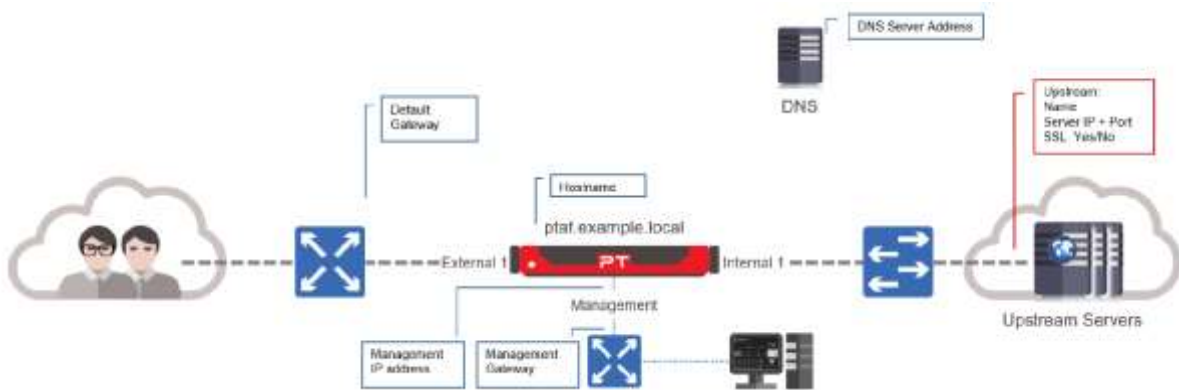 DNS Server Address
DNS
Upstream:
Name
Server IP + Port
SSL Yes/No
Default
Gateway
Hostname
ptaf.example.local
External 1
PT
Internal 1
Management
Upstream Servers
Management
IP address
Management
Gateway